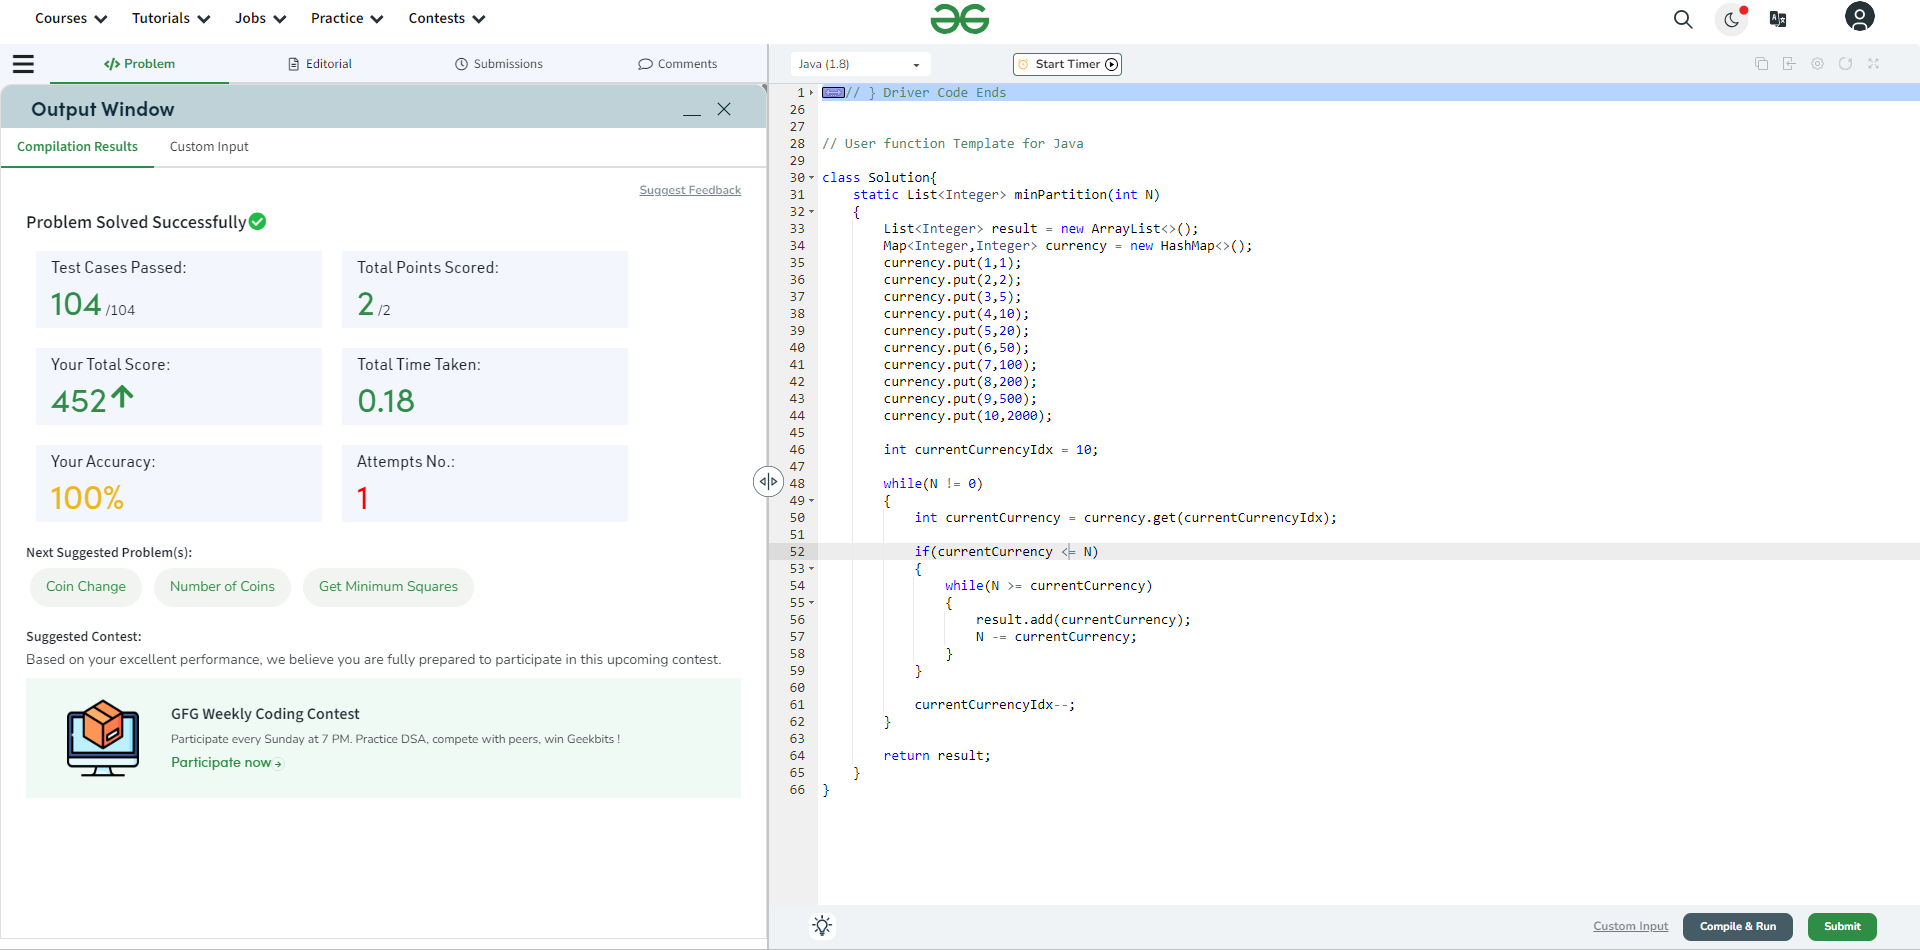 Courses Tutorials Jobs Practice Contests
</> Problem Editorial Submissions Comments
Output Window
Compilation Results Custom Input
Suggest Feedback
Problem Solved Successfully
Test Cases Passed:
104 /104
Total Points Scored:
2 /2
Your Total Score:
452
Total Time Taken:
0.18
Your Accuracy:
100%
Attempts No.:
1
Next Suggested Problem(s):
Coin Change Number of Coins Get Minimum Squares
Suggested Contest:
Based on your excellent performance, we believe you are fully prepared to participate in this upcoming contest.
GFG Weekly Coding Contest
Participate every Sunday at 7 PM. Practice DSA, compete with peers, win Geekbits !
Participate now
Java (1.8) Start Timer
1 // } Driver Code Ends
26
27
28 // User function Template for Java
29
30 class Solution{
31 static List<Integer> minPartition(int N)
32 {
33 List<Integer> result = new ArrayList<>();
34 Map<Integer,Integer> currency = new HashMap<>();
35 currency.put(1,1);
36 currency.put(2,2);
37 currency.put(3,5);
38 currency.put(4,10);
39 currency.put(5,20);
40 currency.put(6,50);
41 currency.put(7,100);
42 currency.put(8,200);
43 currency.put(9,500);
44 currency.put(10,2000);
45
46 int currentCurrencyIdx = 10;
47
48 while(N != 0)
49 {
50 int currentCurrency = currency.get(currentCurrencyIdx);
51
52 if(currentCurrency <= N)
53 {
54 while(N >= currentCurrency)
55 {
56 result.add(currentCurrency);
57 N -= currentCurrency;
58 }
59 }
60
61 currentCurrencyIdx--;
62 }
63
64 return result;
65 }
66 }
Custom Input Compile & Run Submit